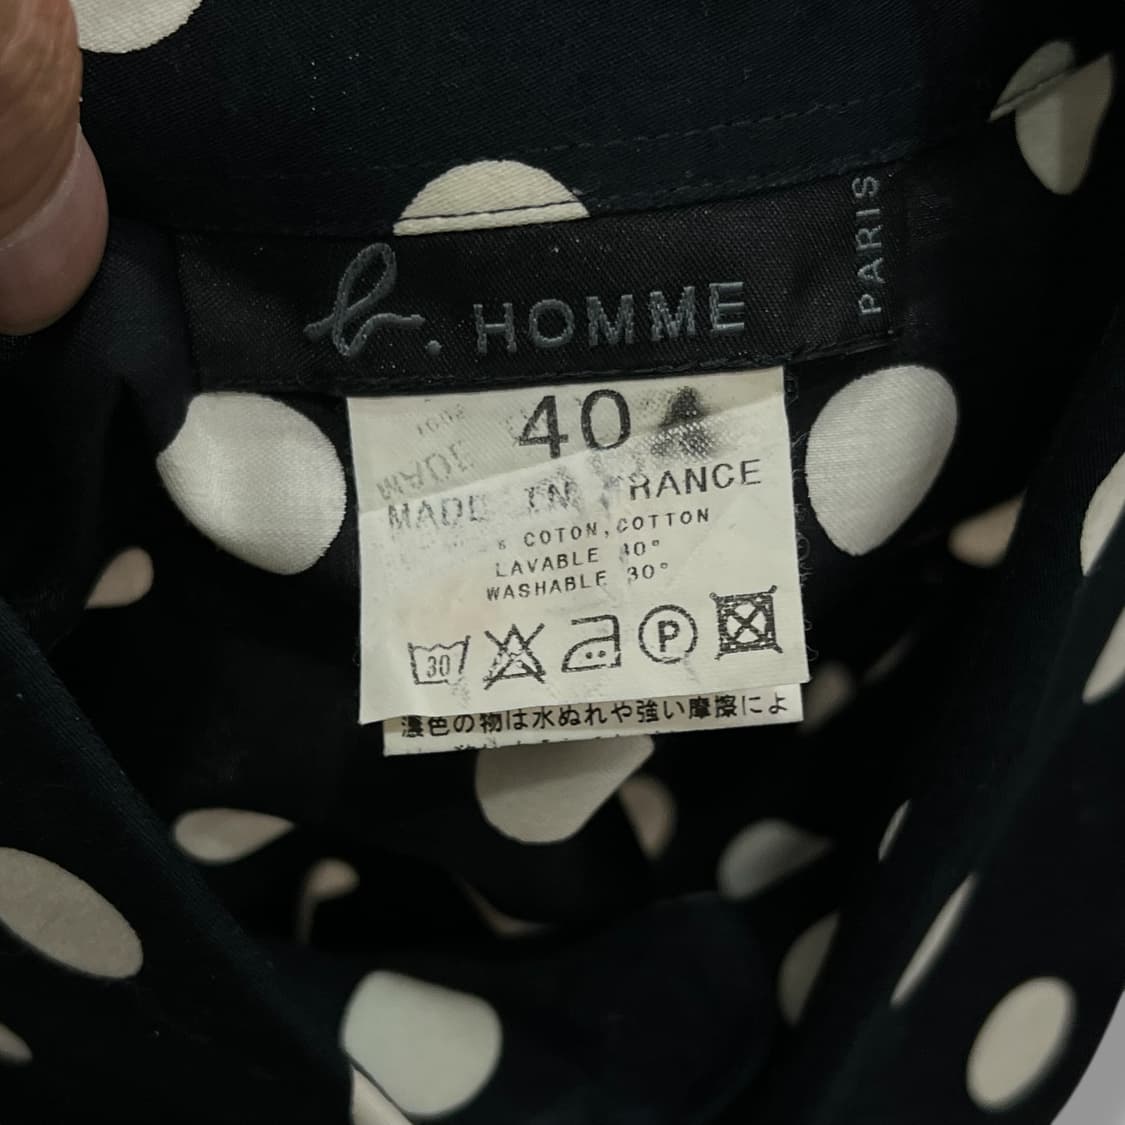 b. HOMME
PARIS
40
MADE
MADE IN FRANCE
COTON, COTTON
LAVABLE 30°
WASHABLE 30°
30 P
濃色の物は水ぬれや強い摩擦によ